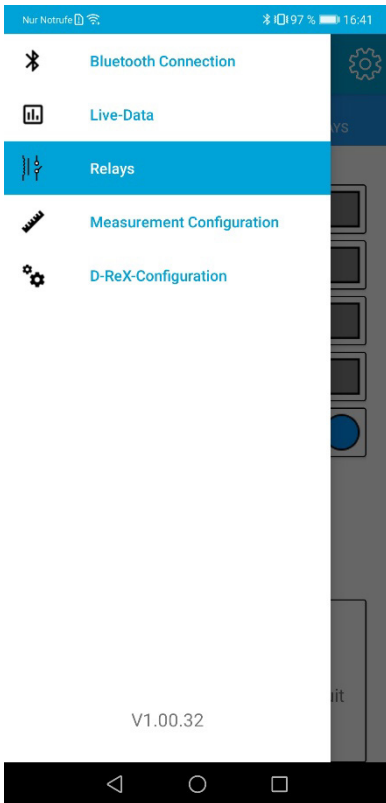 Nur Notrufe 97 % 16:41
Bluetooth Connection
Live-Data
Relays
Measurement Configuration
D-ReX-Configuration
V1.00.32
AYS
uit